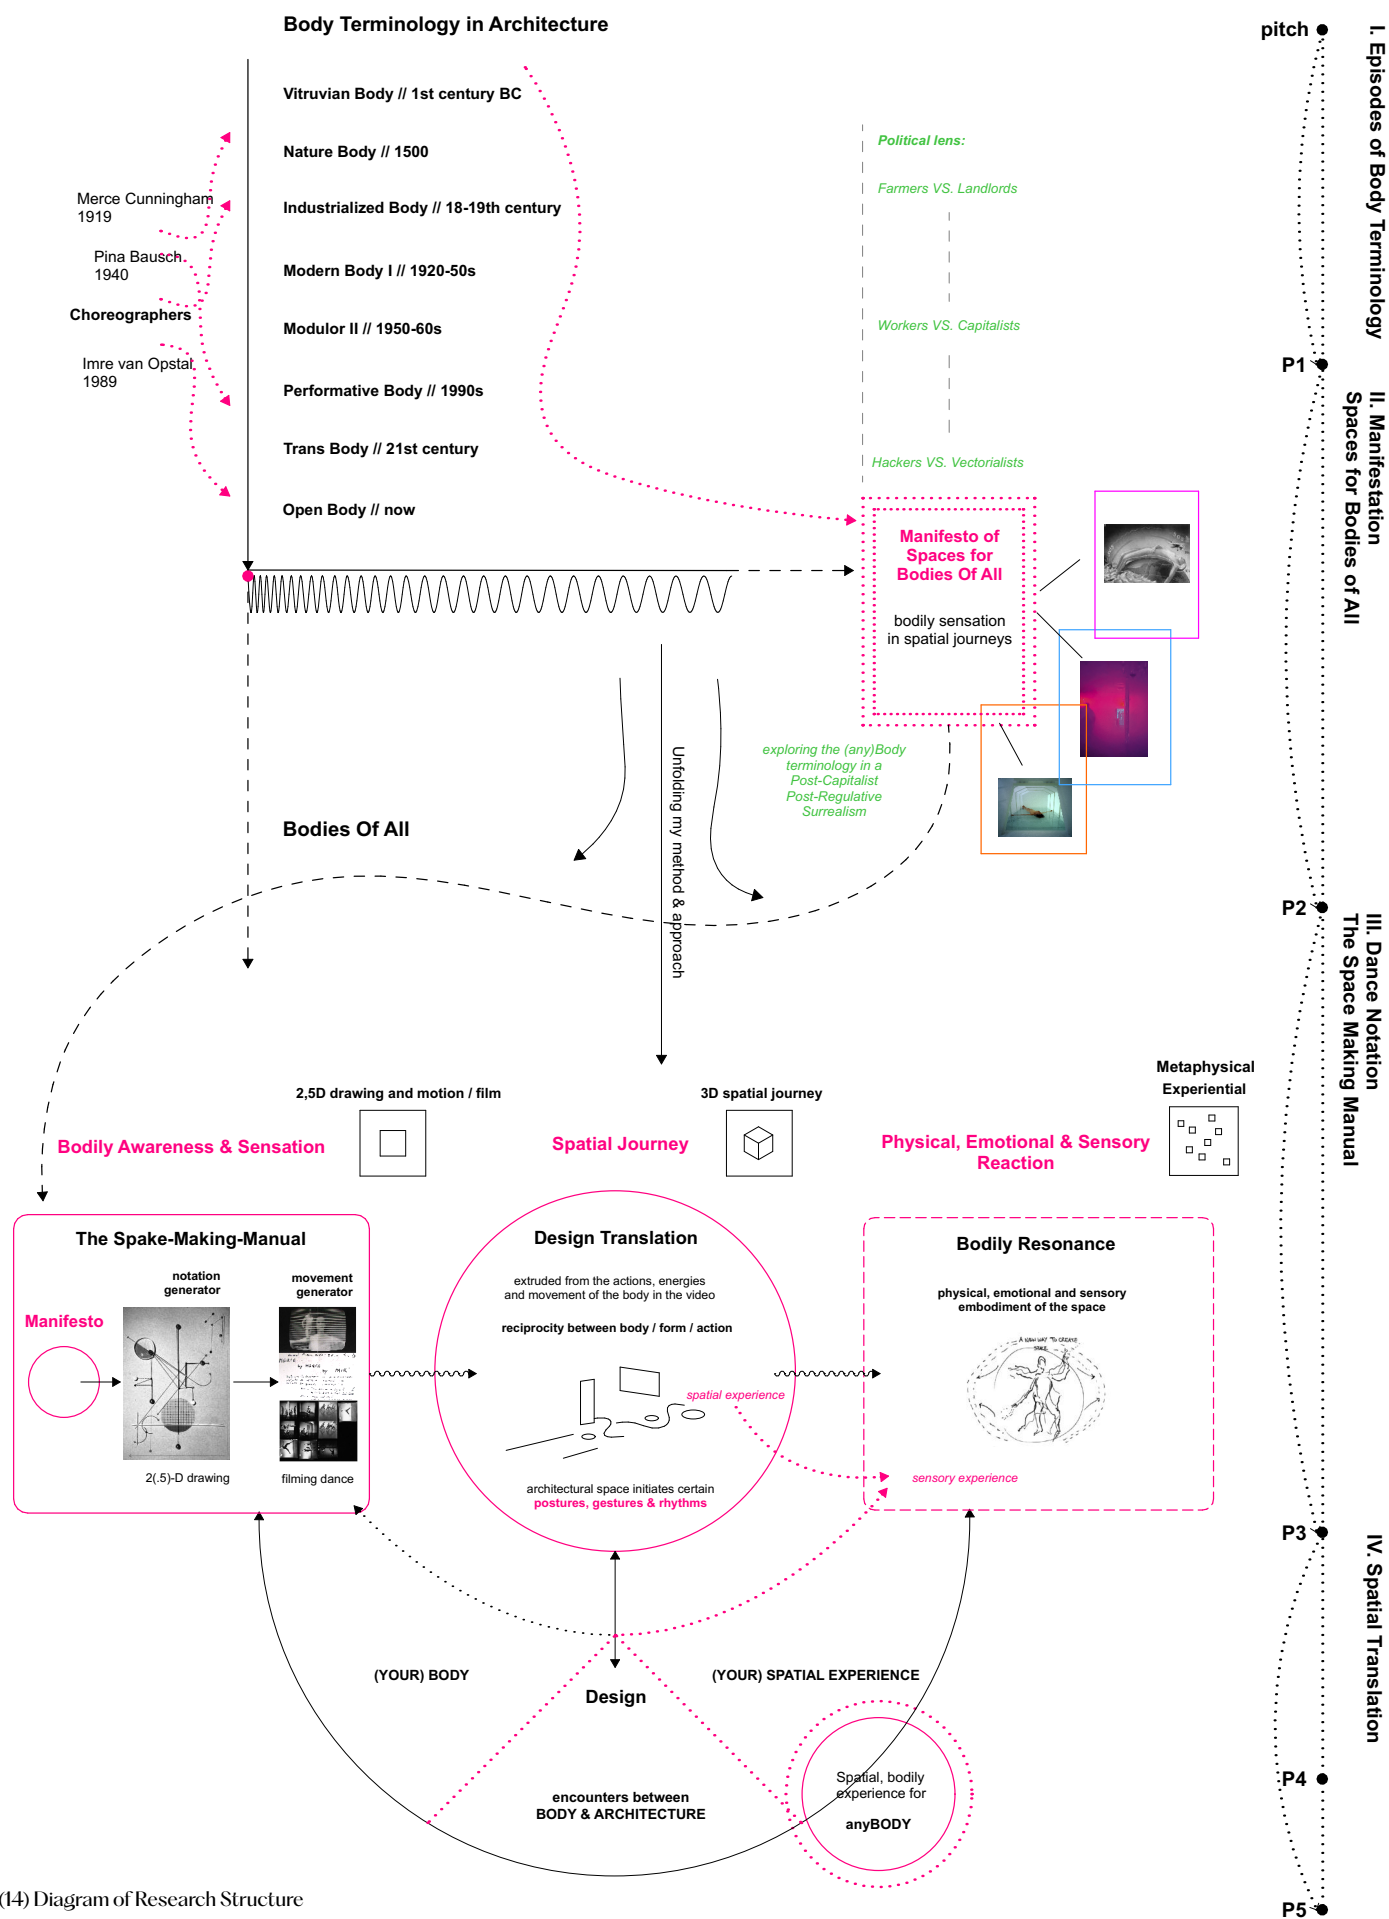 Body Terminology in Architecture
Vitruvian Body // 1st century BC
Nature Body // 1500
Industrialized Body // 18-19th century
Modern Body I // 1920-50s
Modulor II // 1950-60s
Performative Body // 1990s
Trans Body // 21st century
Open Body // now
Merce Cunningham
1919
Pina Bausch
1940
Choreographers
Imre van Opstal
1989
Political lens:
Farmers VS. Landlords
Workers VS. Capitalists
Hackers VS. Vectorialists
Manifesto of
Spaces for
Bodies Of All
bodily sensation
in spatial journeys
exploring the (any)Body
terminology in a
Post-Capitalist
Post-Regulative
Surrealism
Unfolding my method & approach
Bodies Of All
2,5D drawing and motion / film
Bodily Awareness & Sensation
3D spatial journey
Spatial Journey
Metaphysical
Experiential
Physical, Emotional & Sensory
Reaction
The Spake-Making-Manual
notation
generator
movement
generator
Manifesto
2(.5)-D drawing
filming dance
Design Translation
extruded from the actions, energies
and movement of the body in the video
reciprocity between body / form / action
spatial experience
architectural space initiates certain
postures, gestures & rhythms
Bodily Resonance
physical, emotional and sensory
embodiment of the space
A NEW WAY TO CREATE
sensory experience
(YOUR) BODY
(YOUR) SPATIAL EXPERIENCE
Design
encounters between
BODY & ARCHITECTURE
Spatial, bodily
experience for
anyBODY
pitch
I. Episodes of Body Terminology
P1
II. Manifestation
Spaces for Bodies of All
P2
III. Dance Notation
The Space Making Manual
P3
IV. Spatial Translation
P4
P5
(14) Diagram of Research Structure